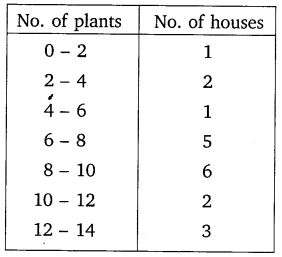 No. of plants No. of houses
0 – 2 1
2 – 4 2
4 – 6 1
6 – 8 5
8 – 10 6
10 – 12 2
12 – 14 3